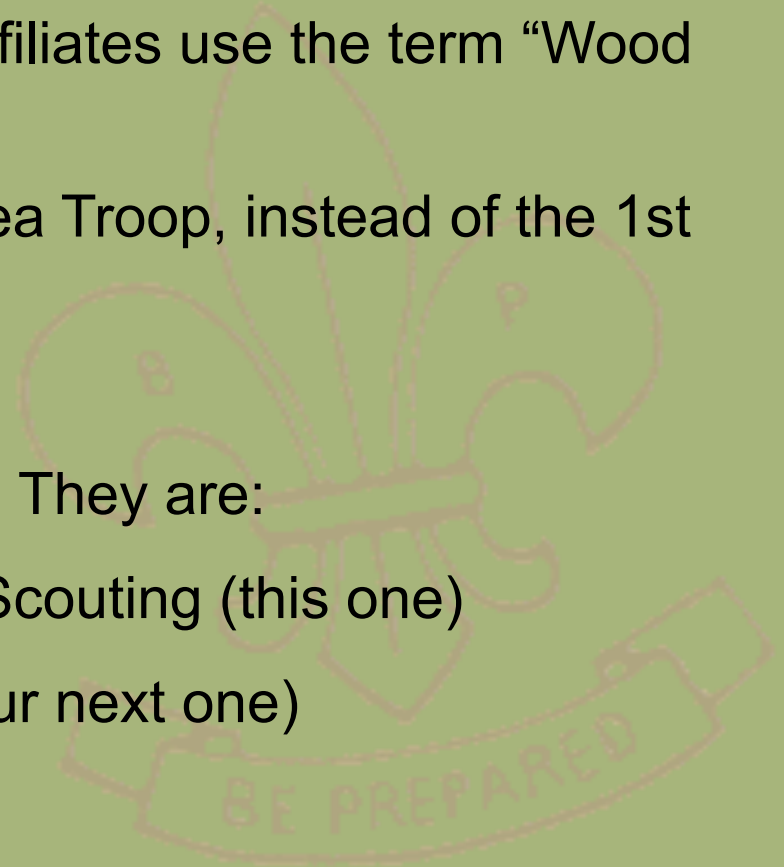 ffiliates use the term “Wood
ea Troop, instead of the 1st
B P
They are:
Scouting (this one)
ur next one)
BE PREPARED